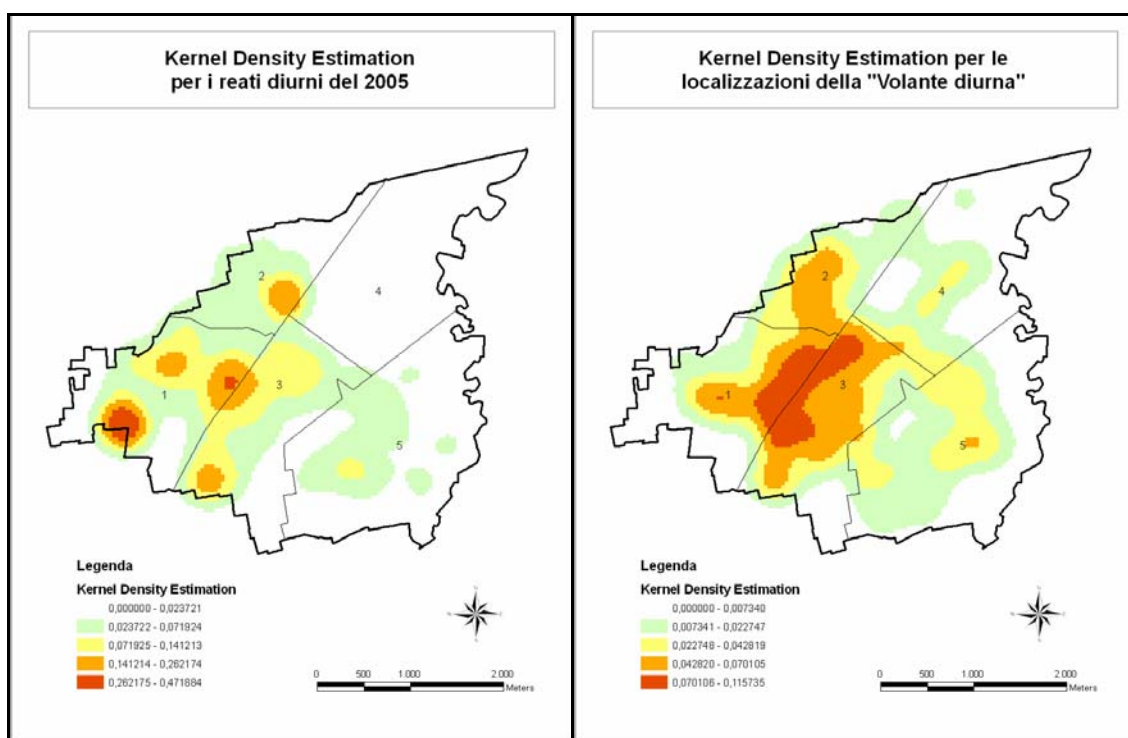 Kernel Density Estimation
per i reati diurni del 2005
2
4
3
1
5
Legenda
Kernel Density Estimation
0,000000 - 0,023721
0,023722 - 0,071924
0,071925 - 0,141213
0,141214 - 0,262174
0,262175 - 0,471884
0 500 1.000 2.000
Meters
Kernel Density Estimation per le
localizzazioni della "Volante diurna"
2
4
3
1
5
Legenda
Kernel Density Estimation
0,000000 - 0,007340
0,007341 - 0,022747
0,022748 - 0,042819
0,042820 - 0,070105
0,070106 - 0,115735
0 500 1.000 2.000
Meters